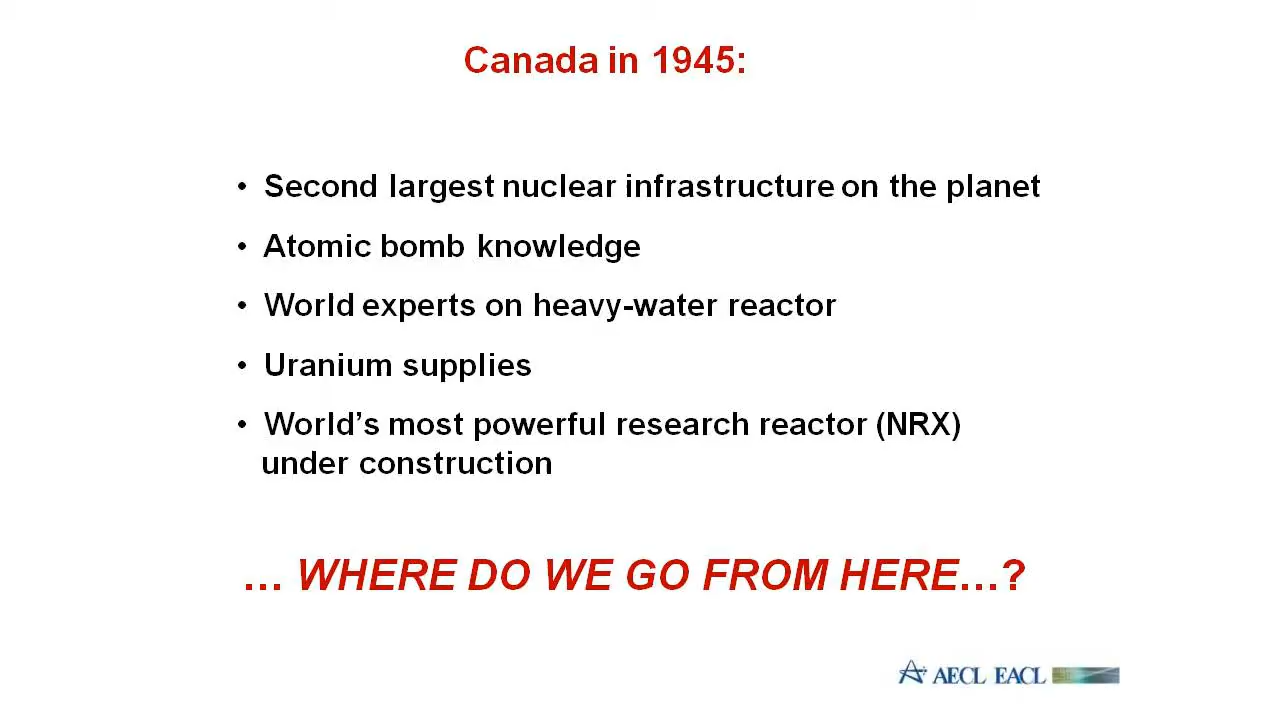 Canada in 1945:
• Second largest nuclear infrastructure on the planet
• Atomic bomb knowledge
• World experts on heavy-water reactor
• Uranium supplies
• World’s most powerful research reactor (NRX)
under construction
… WHERE DO WE GO FROM HERE…?
AECL EACL